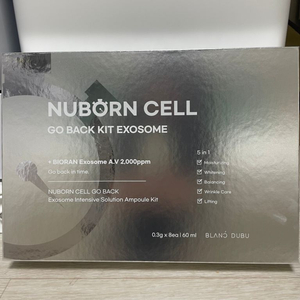 NUBORN CELL
GO BACK KIT EXOSOME
+ BIORAN Exosome A.V 2,000ppm
Go back in time.
NUBORN CELL GO BACK
Exosome Intensive Solution Ampoule Kit
5 in 1
Moisturizing
Whitening
Balancing
Wrinkle Care
Lifting
0.3g x 8ea | 60 ml
BLANC DUBU